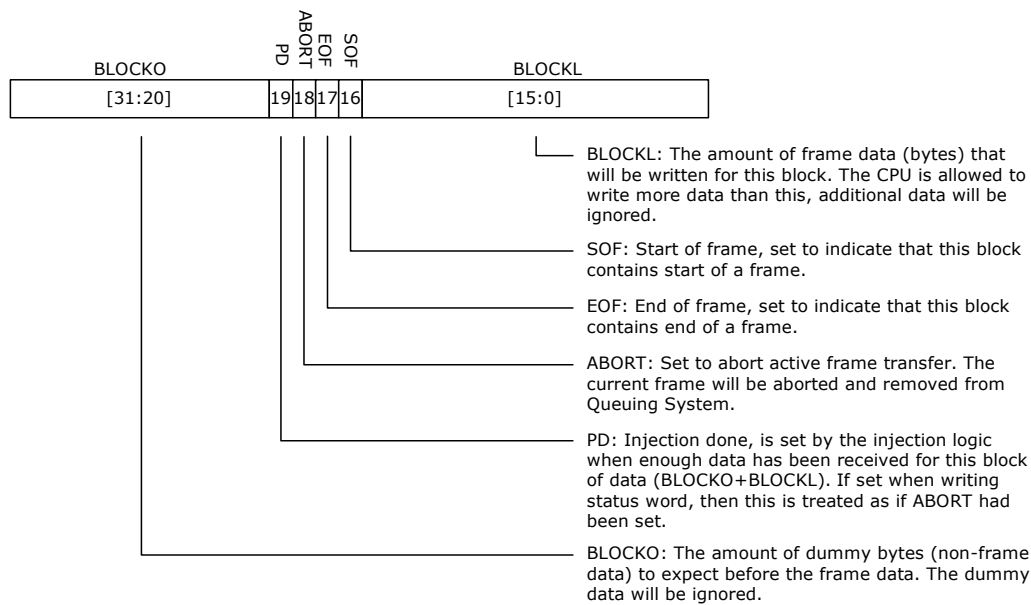 PD
ABORT
EOF
SOF
BLOCKO
BLOCKL
[31:20]
19
18
17
16
[15:0]
BLOCKL: The amount of frame data (bytes) that
will be written for this block. The CPU is allowed to
write more data than this, additional data will be
ignored.
SOF: Start of frame, set to indicate that this block
contains start of a frame.
EOF: End of frame, set to indicate that this block
contains end of a frame.
ABORT: Set to abort active frame transfer. The
current frame will be aborted and removed from
Queuing System.
PD: Injection done, is set by the injection logic
when enough data has been received for this block
of data (BLOCKO+BLOCKL). If set when writing
status word, then this is treated as if ABORT had
been set.
BLOCKO: The amount of dummy bytes (non-frame
data) to expect before the frame data. The dummy
data will be ignored.